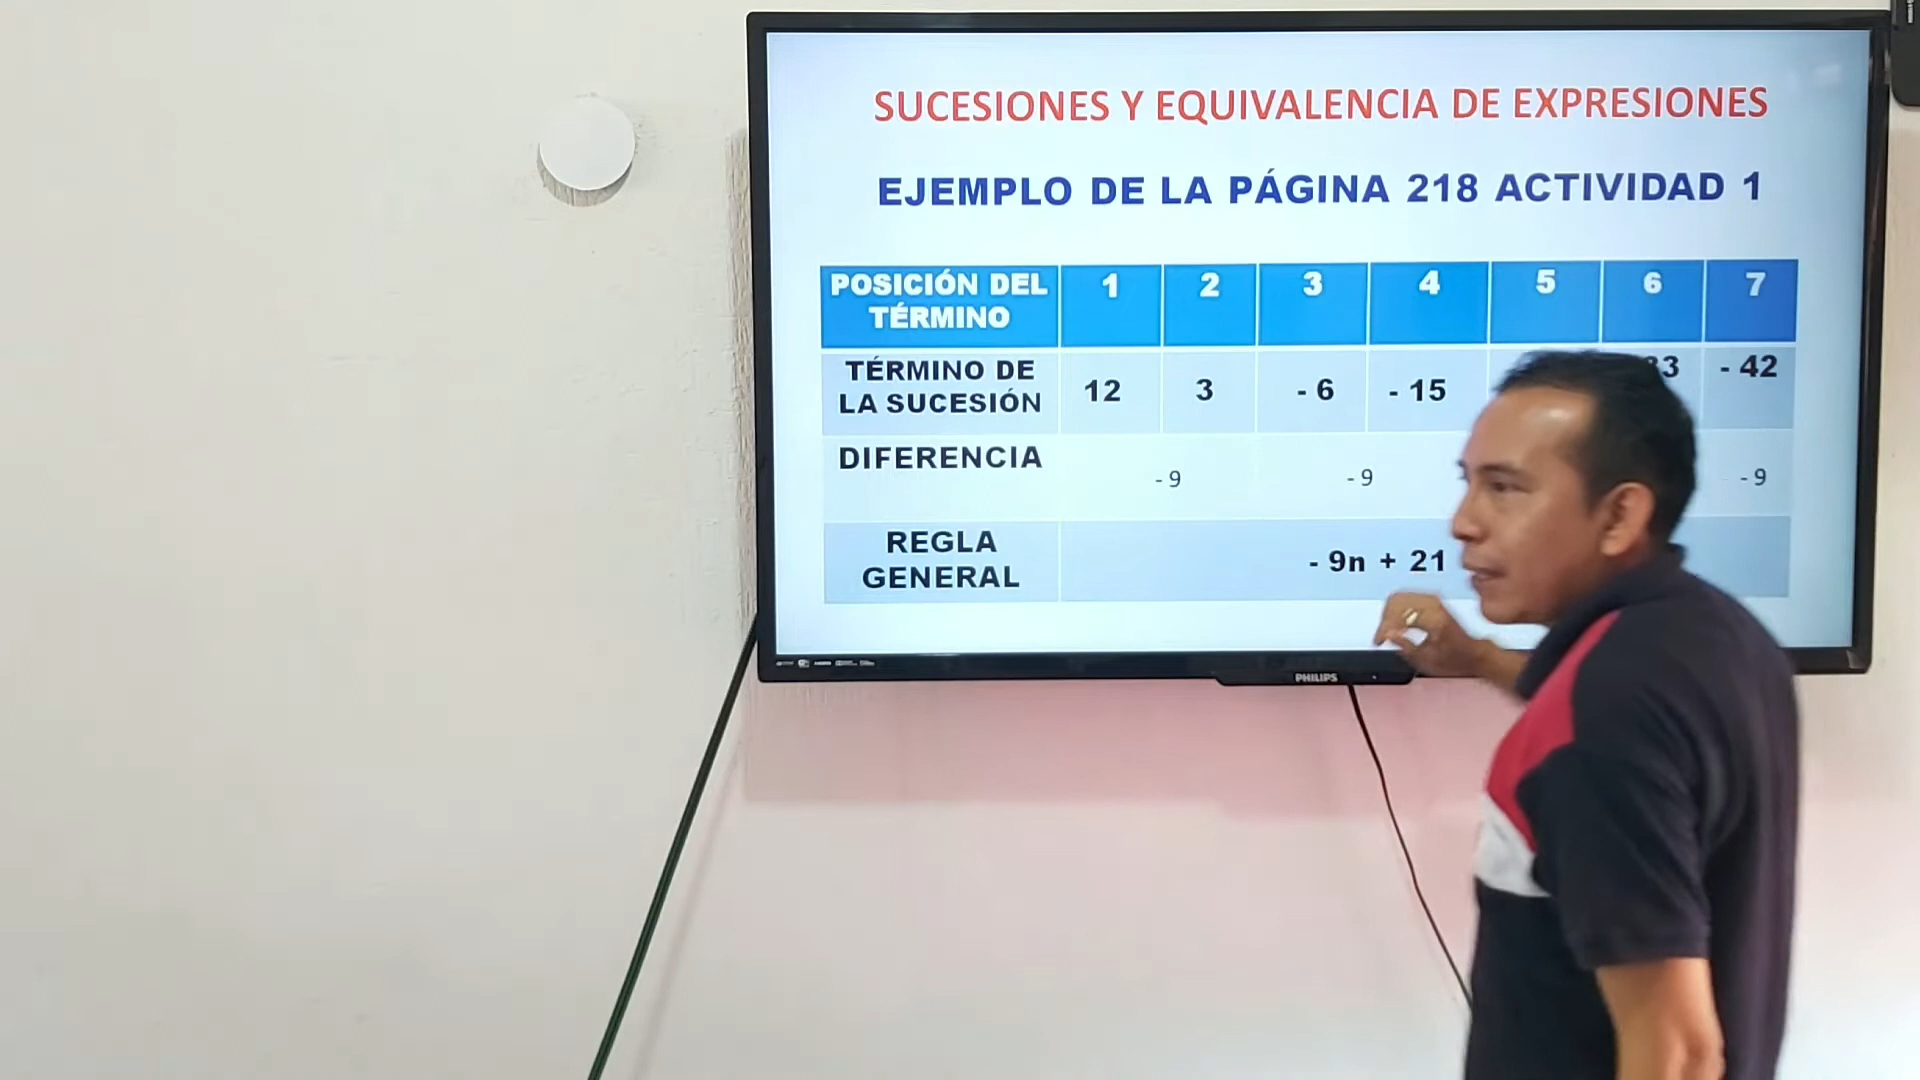 SUCESIONES Y EQUIVALENCIA DE EXPRESIONES
EJEMPLO DE LA PÁGINA 218 ACTIVIDAD 1
POSICIÓN DEL TÉRMINO 1 2 3 4 5 6 7
TÉRMINO DE LA SUCESIÓN 12 3 - 6 - 15 - 42
DIFERENCIA - 9 - 9 - 9
REGLA GENERAL - 9n + 21
PHILIPS